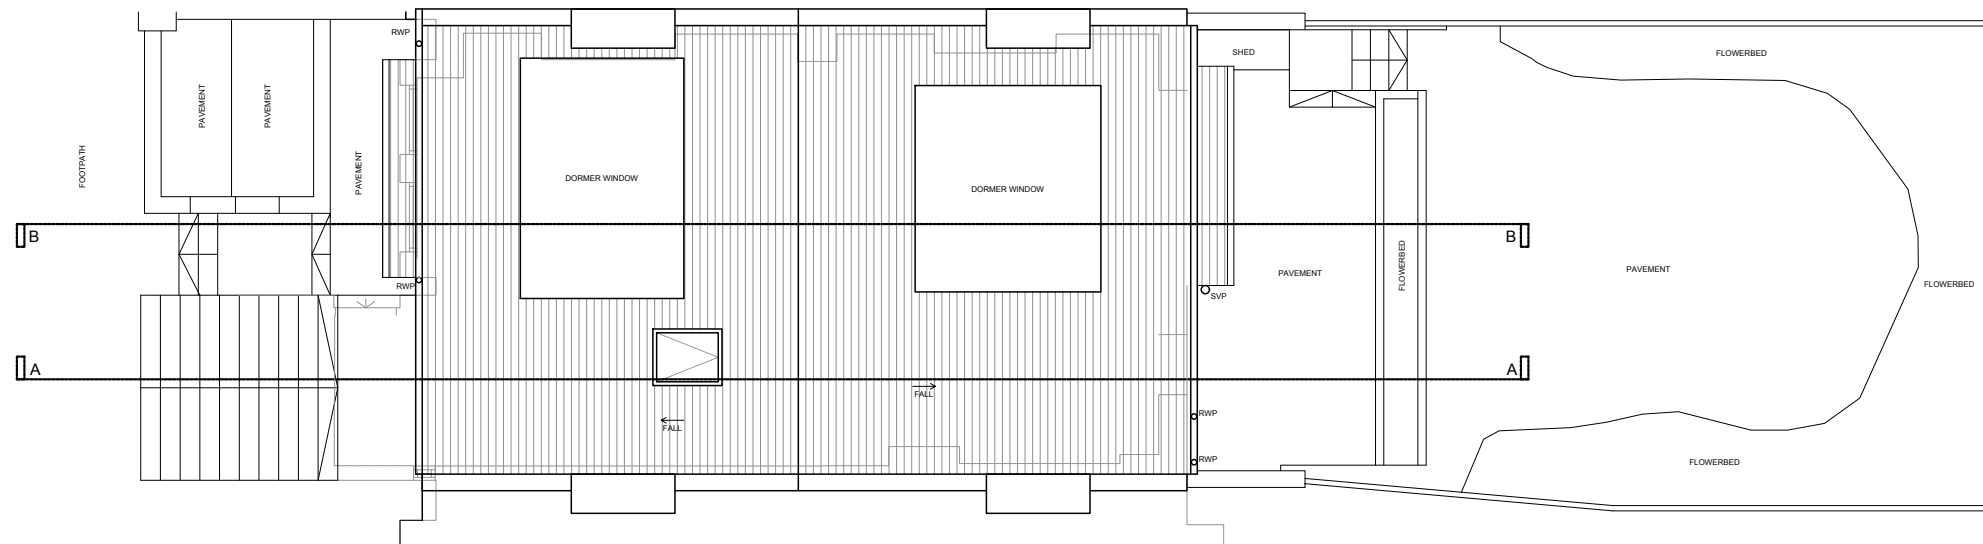 RWP
SHED
FLOWERBED
PAVEMENT
PAVEMENT
FOOTPATH
PAVEMENT
DORMER WINDOW
DORMER WINDOW
B
B
FLOWERBED
PAVEMENT
PAVEMENT
FLOWERBED
RWP
SVP
A
A
FALL
FALL
RWP
RWP
FLOWERBED